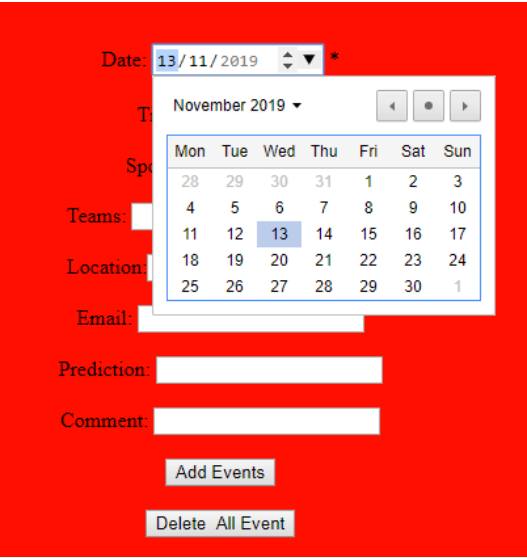 Date: 13/11/2019 *
November 2019
Mon Tue Wed Thu Fri Sat Sun
28 29 30 31 1 2 3
4 5 6 7 8 9 10
11 12 13 14 15 16 17
18 19 20 21 22 23 24
25 26 27 28 29 30 1
Teams:
Location:
Email:
Prediction:
Comment:
Add Events
Delete All Event